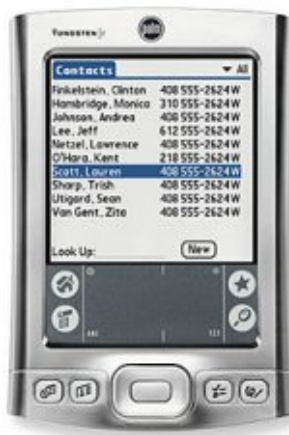 TUNGSTEN
palm
Contacts ▼ All
Finkelstein, Clinton 408 555-2624W
Hambridge, Monica 310 555-2624W
Johnson, Andrea 408 555-2624W
Lee, Jeff 612 555-2624W
Netzel, Lawrence 408 555-2624W
O'Hara, Kent 218 555-2624W
Scott, Lauren 408 555-2624W
Sharp, Trish 408 555-2624W
Utigard, Sean 408 555-2624W
Van Gent, Zita 408 555-2624W
Look Up: New
ABC 123